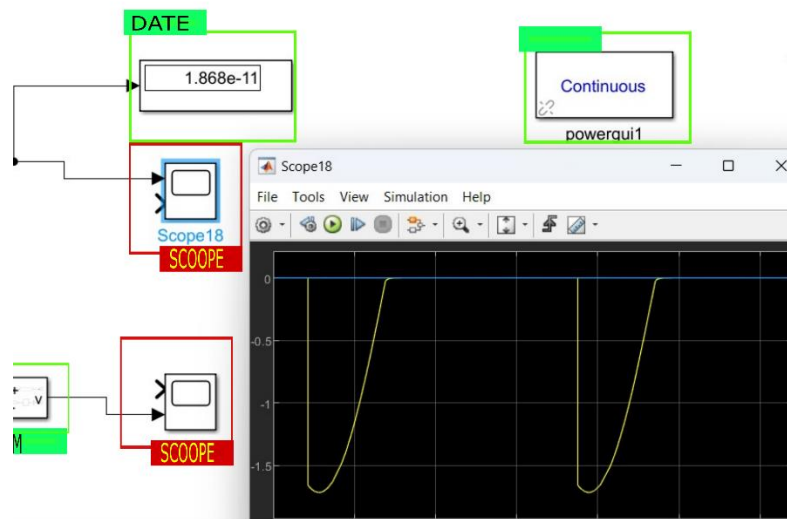 DATE
1.868e-11
Continuous
powergui1
Scope18
SCOOPE
Scope18
File Tools View Simulation Help
0
-0.5
-1
-1.5
+
v
M
SCOOPE